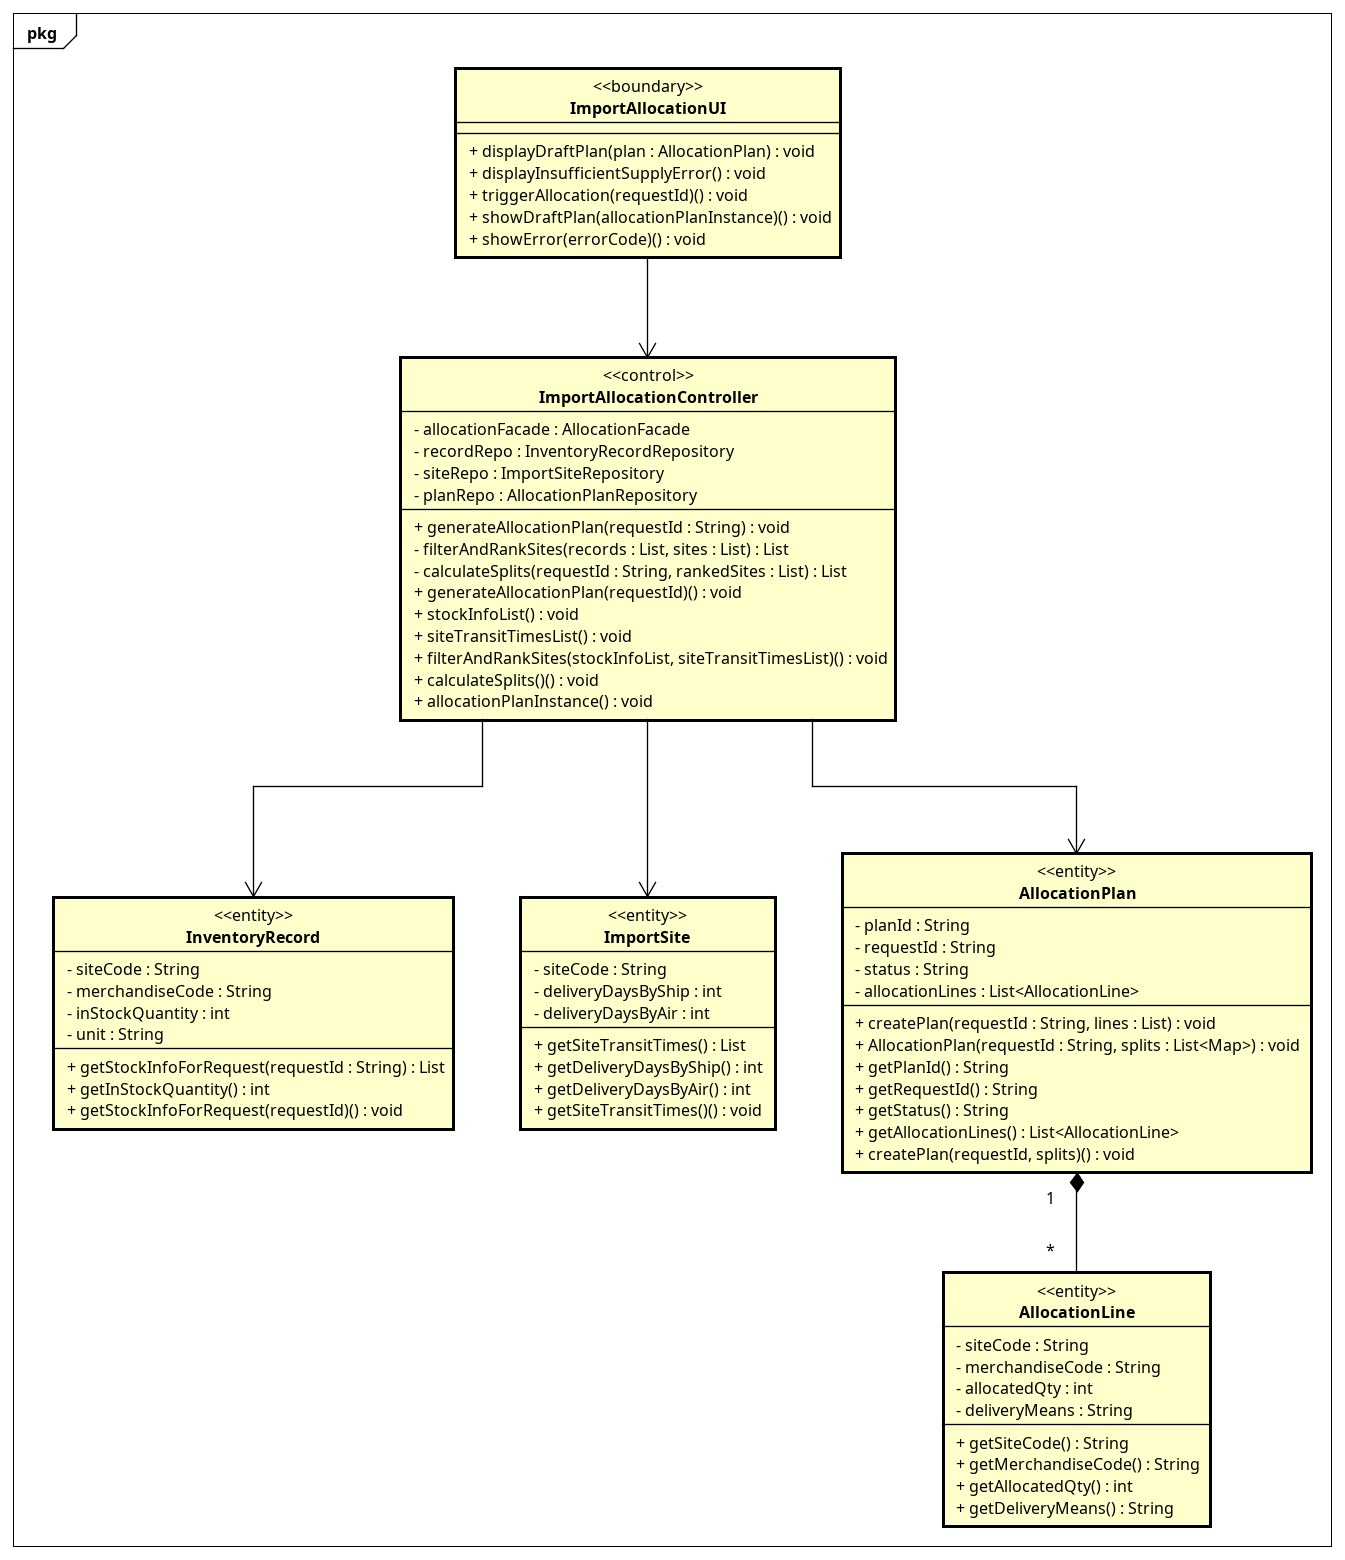 pkg
<<boundary>>
ImportAllocationUI
+ displayDraftPlan(plan : AllocationPlan) : void
+ displayInsufficientSupplyError() : void
+ triggerAllocation(requestId)() : void
+ showDraftPlan(allocationPlanInstance)() : void
+ showError(errorCode)() : void
<<control>>
ImportAllocationController
- allocationFacade : AllocationFacade
- recordRepo : InventoryRecordRepository
- siteRepo : ImportSiteRepository
- planRepo : AllocationPlanRepository
+ generateAllocationPlan(requestId : String) : void
- filterAndRankSites(records : List, sites : List) : List
- calculateSplits(requestId : String, rankedSites : List) : List
+ generateAllocationPlan(requestId)() : void
+ stockInfoList() : void
+ siteTransitTimesList() : void
+ filterAndRankSites(stockInfoList, siteTransitTimesList)() : void
+ calculateSplits()() : void
+ allocationPlanInstance() : void
<<entity>>
InventoryRecord
- siteCode : String
- merchandiseCode : String
- inStockQuantity : int
- unit : String
+ getStockInfoForRequest(requestId : String) : List
+ getInStockQuantity() : int
+ getStockInfoForRequest(requestId)() : void
<<entity>>
ImportSite
- siteCode : String
- deliveryDaysByShip : int
- deliveryDaysByAir : int
+ getSiteTransitTimes() : List
+ getDeliveryDaysByShip() : int
+ getDeliveryDaysByAir() : int
+ getSiteTransitTimes()() : void
<<entity>>
AllocationPlan
- planId : String
- requestId : String
- status : String
- allocationLines : List<AllocationLine>
+ createPlan(requestId : String, lines : List) : void
+ AllocationPlan(requestId : String, splits : List<Map>) : void
+ getPlanId() : String
+ getRequestId() : String
+ getStatus() : String
+ getAllocationLines() : List<AllocationLine>
+ createPlan(requestId, splits)() : void
1
*
<<entity>>
AllocationLine
- siteCode : String
- merchandiseCode : String
- allocatedQty : int
- deliveryMeans : String
+ getSiteCode() : String
+ getMerchandiseCode() : String
+ getAllocatedQty() : int
+ getDeliveryMeans() : String